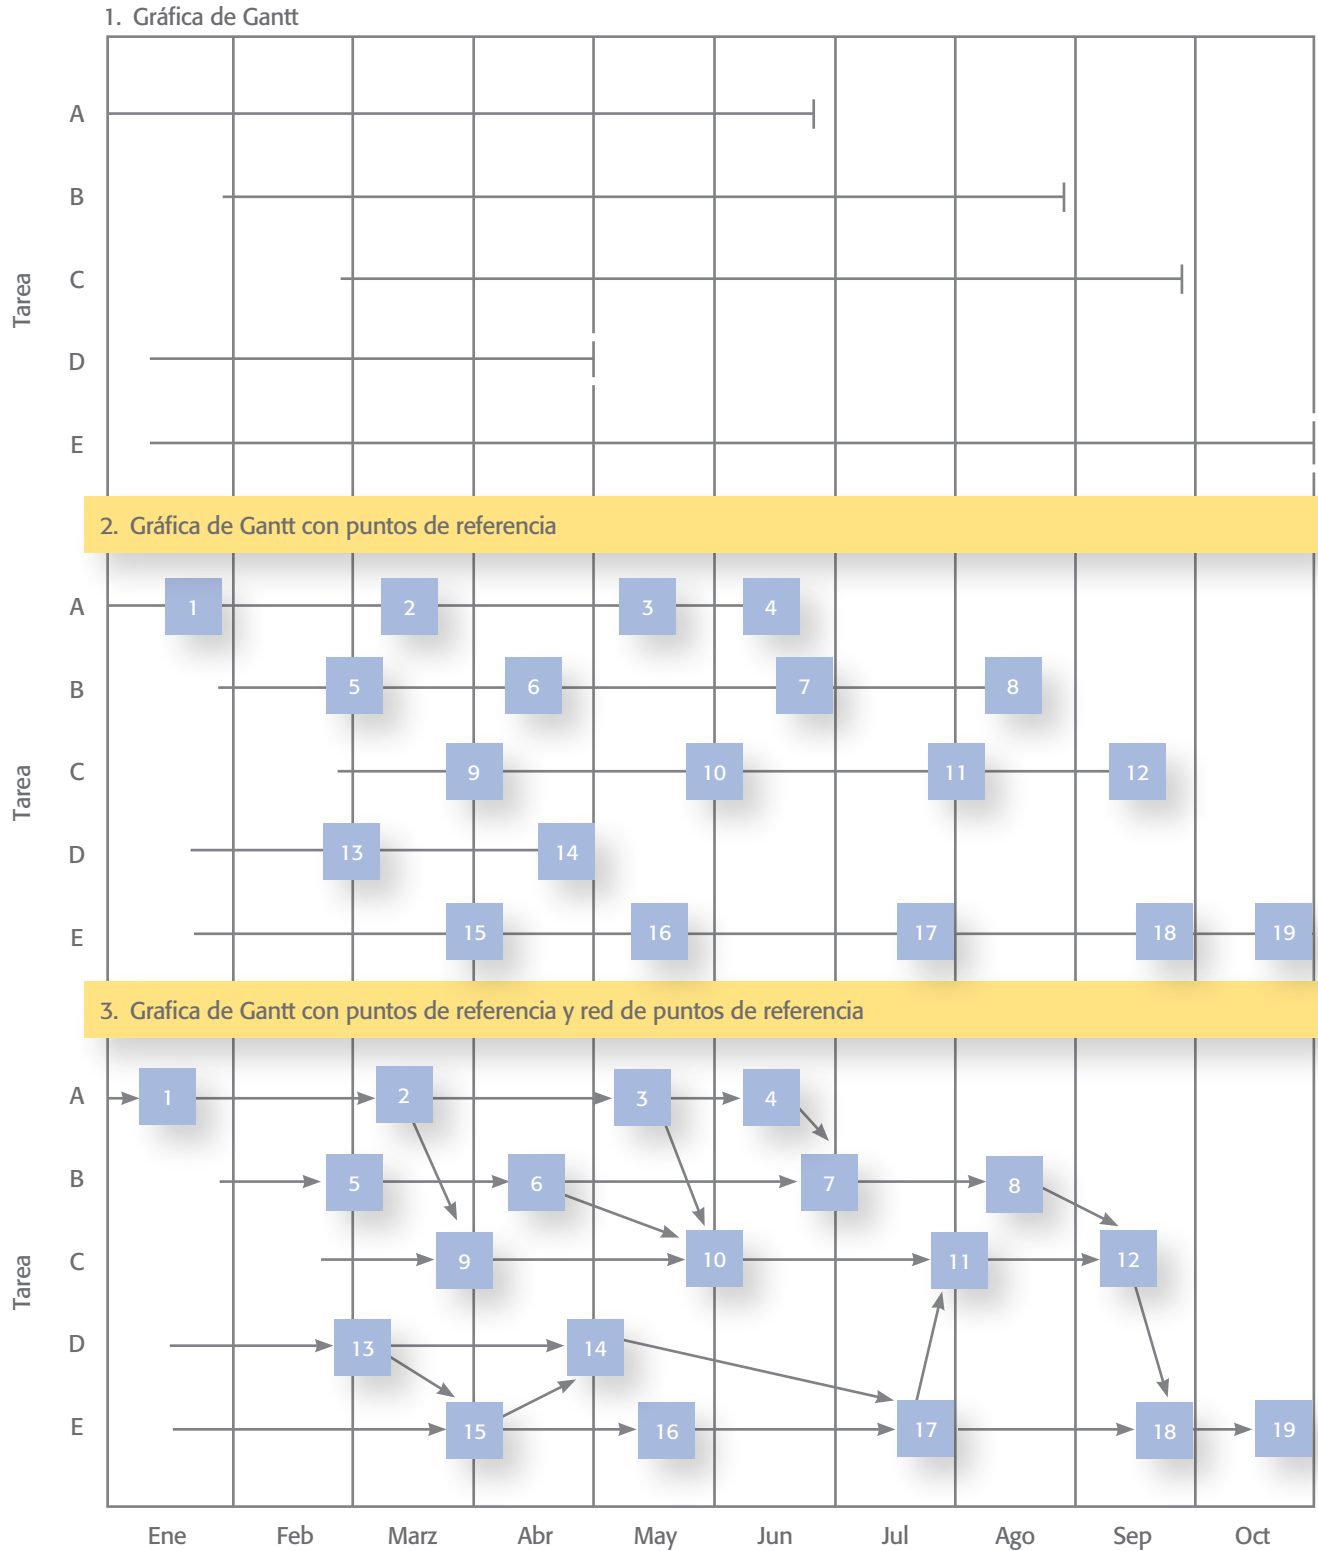 1. Gráfica de Gantt
A
B
C
D
E
Tarea
2. Gráfica de Gantt con puntos de referencia
A 1 2 3 4
B 5 6 7 8
C 9 10 11 12
D 13 14
E 15 16 17 18 19
Tarea
3. Grafica de Gantt con puntos de referencia y red de puntos de referencia
A 1 2 3 4
B 5 6 7 8
C 9 10 11 12
D 13 14
E 15 16 17 18 19
Tarea
Ene Feb Marz Abr May Jun Jul Ago Sep Oct